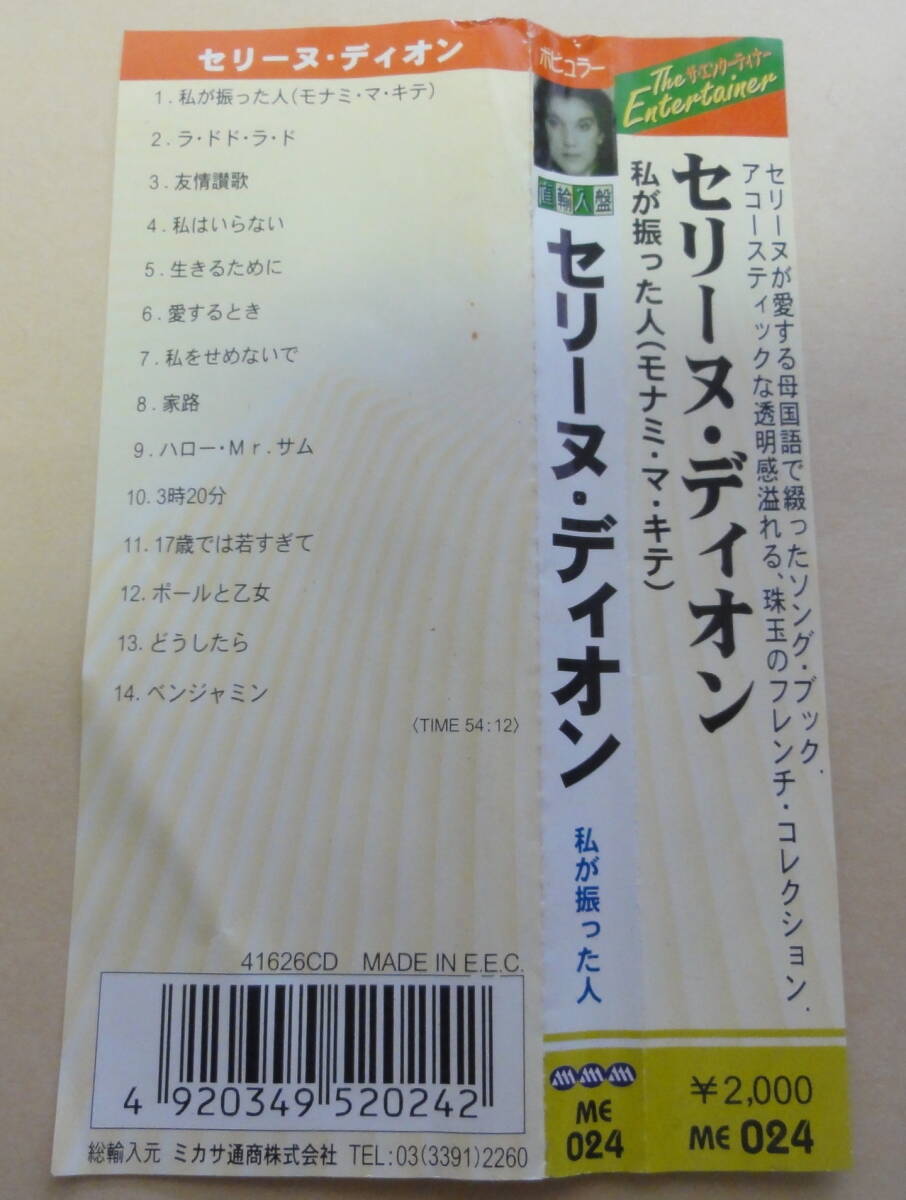 セリーヌ・ディオン
1.私が振った人(モナミ・マ・キテ)
2.ラ・ドド・ラ・ド
3.友情讃歌
4.私はいらない
5.生きるために
6.愛するとき
7.私をせめないで
8.家路
9.ハロー・Mr.サム
10.3時20分
11.17歳では若すぎて
12.ポールと乙女
13.どうしたら
14.ベンジャミン
〈TIME 54:12〉
41626CD MADE IN E.E.C.
4 920349 520242
総輸入元 ミカサ通商株式会社 TEL:03(3391)2260
ポピュラー
直輸入盤
セリーヌ・ディオン
私が振った人
ME
024
The ザ・エンターティナー
Entertainer
セリーヌが愛する母国語で綴ったソング・ブック.
アコースティックな透明感溢れる、珠玉のフレンチ・コレクション.
セリーヌ・ディオン
私が振った人(モナミ・マ・キテ)
¥2,000
ME 024